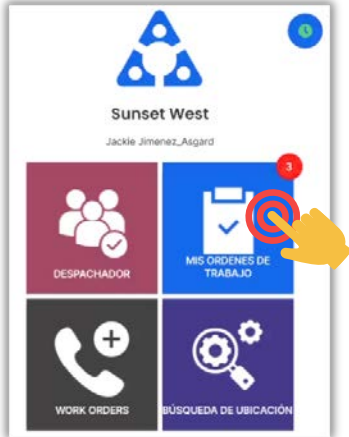 Sunset West
Jackie Jimenez_Asgard
3
DESPACHADOR
MIS ORDENES DE
TRABAJO
WORK ORDERS
BÚSQUEDA DE UBICACIÓN